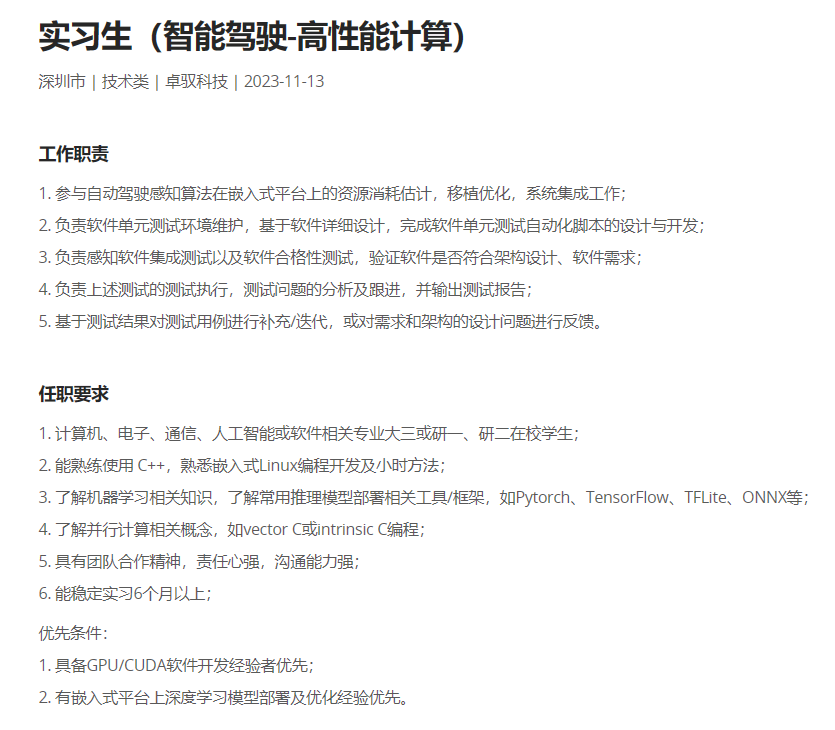 实习生（智能驾驶-高性能计算）
深圳市 | 技术类 | 卓驭科技 | 2023-11-13
工作职责
1. 参与自动驾驶感知算法在嵌入式平台上的资源消耗估计，移植优化，系统集成工作；
2. 负责软件单元测试环境维护，基于软件详细设计，完成软件单元测试自动化脚本的设计与开发；
3. 负责感知软件集成测试以及软件合格性测试，验证软件是否符合架构设计、软件需求；
4. 负责上述测试的测试执行，测试问题的分析及跟进，并输出测试报告；
5. 基于测试结果对测试用例进行补充/迭代，或对需求和架构的设计问题进行反馈。
任职要求
1. 计算机、电子、通信、人工智能或软件相关专业大三或研一、研二在校学生；
2. 能熟练使用 C++，熟悉嵌入式Linux编程开发及小时方法；
3. 了解机器学习相关知识，了解常用推理模型部署相关工具/框架，如Pytorch、TensorFlow、TFLite、ONNX等；
4. 了解并行计算相关概念，如vector C或intrinsic C编程；
5. 具有团队合作精神，责任心强，沟通能力强；
6. 能稳定实习6个月以上；
优先条件：
1. 具备GPU/CUDA软件开发经验者优先；
2. 有嵌入式平台上深度学习模型部署及优化经验优先。